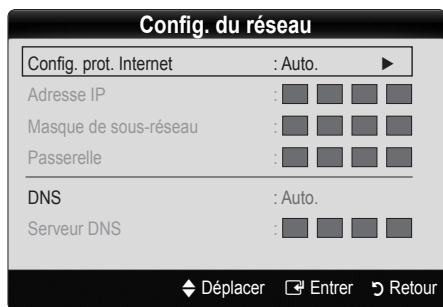 Config. du réseau
Config. prot. Internet : Auto. ►
Adresse IP :
Masque de sous-réseau :
Passerelle :
DNS : Auto.
Serveur DNS :
Déplacer Entrer Retour